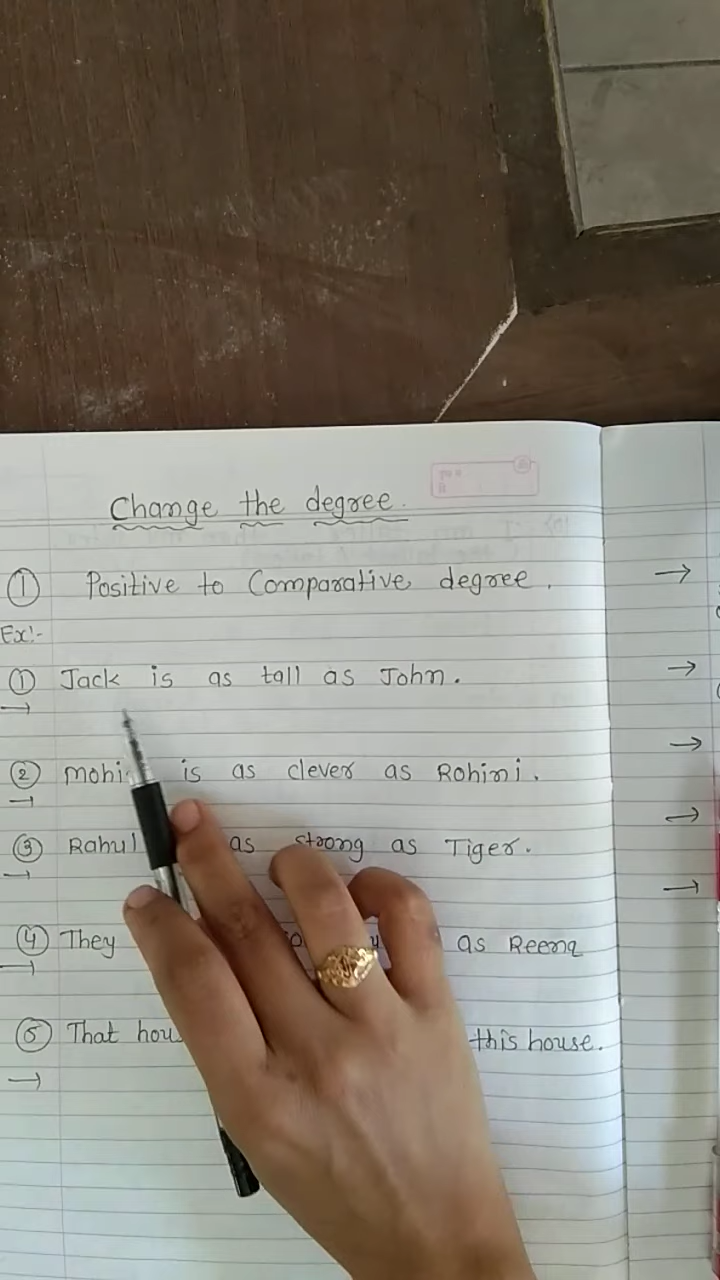 Change the degree.
① Positive to Comparative degree. →
Ex:-
① Jack is as tall as John. →
→
→
② is as clever as Rohini.
→
→
③ Rahul as strong as Tiger.
→
→
④ They as Reena
→
⑤ That this house.
→